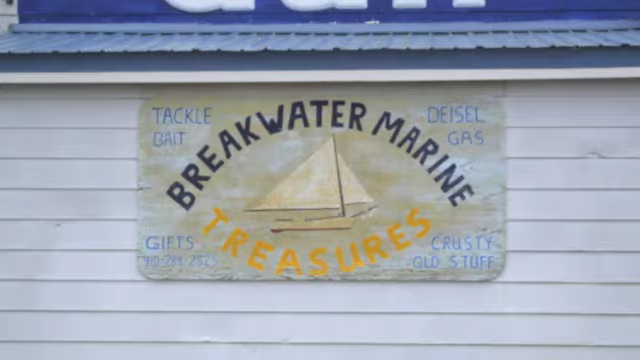 TACKLE
BAIT
BREAKWATER MARINE
DEISEL
GAS
TREASURES
GIFTS
CRUSTY
OLD STUFF